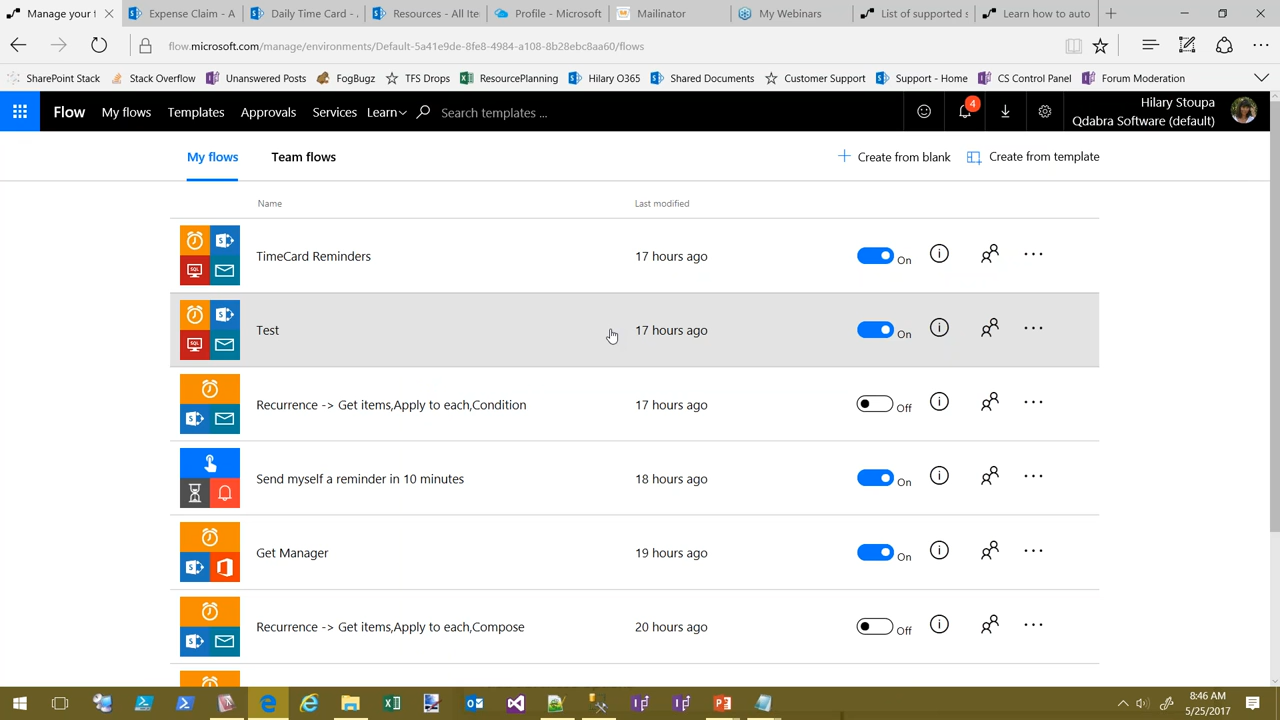 Manage your f
Expense Claim - A
Daily Time Card -
Resources - All Ite
Profile - Microsoft
Mailinator
My Webinars
List of supported s
Learn how to auto
flow.microsoft.com/manage/environments/Default-5a41e9de-8fe8-4984-a108-8b28ebc8aa60/flows
SharePoint Stack
Stack Overflow
Unanswered Posts
FogBugz
TFS Drops
ResourcePlanning
Hilary O365
Shared Documents
Customer Support
Support - Home
CS Control Panel
Forum Moderation
Flow
My flows
Templates
Approvals
Services
Learn
Search templates ...
4
Hilary Stoupa
Qdabra Software (default)
My flows
Team flows
Create from blank
Create from template
Name
Last modified
TimeCard Reminders
17 hours ago
On
Test
17 hours ago
On
Recurrence -> Get items,Apply to each,Condition
17 hours ago
Off
Send myself a reminder in 10 minutes
18 hours ago
On
Get Manager
19 hours ago
On
Recurrence -> Get items,Apply to each,Compose
20 hours ago
Off
8:46 AM
5/25/2017